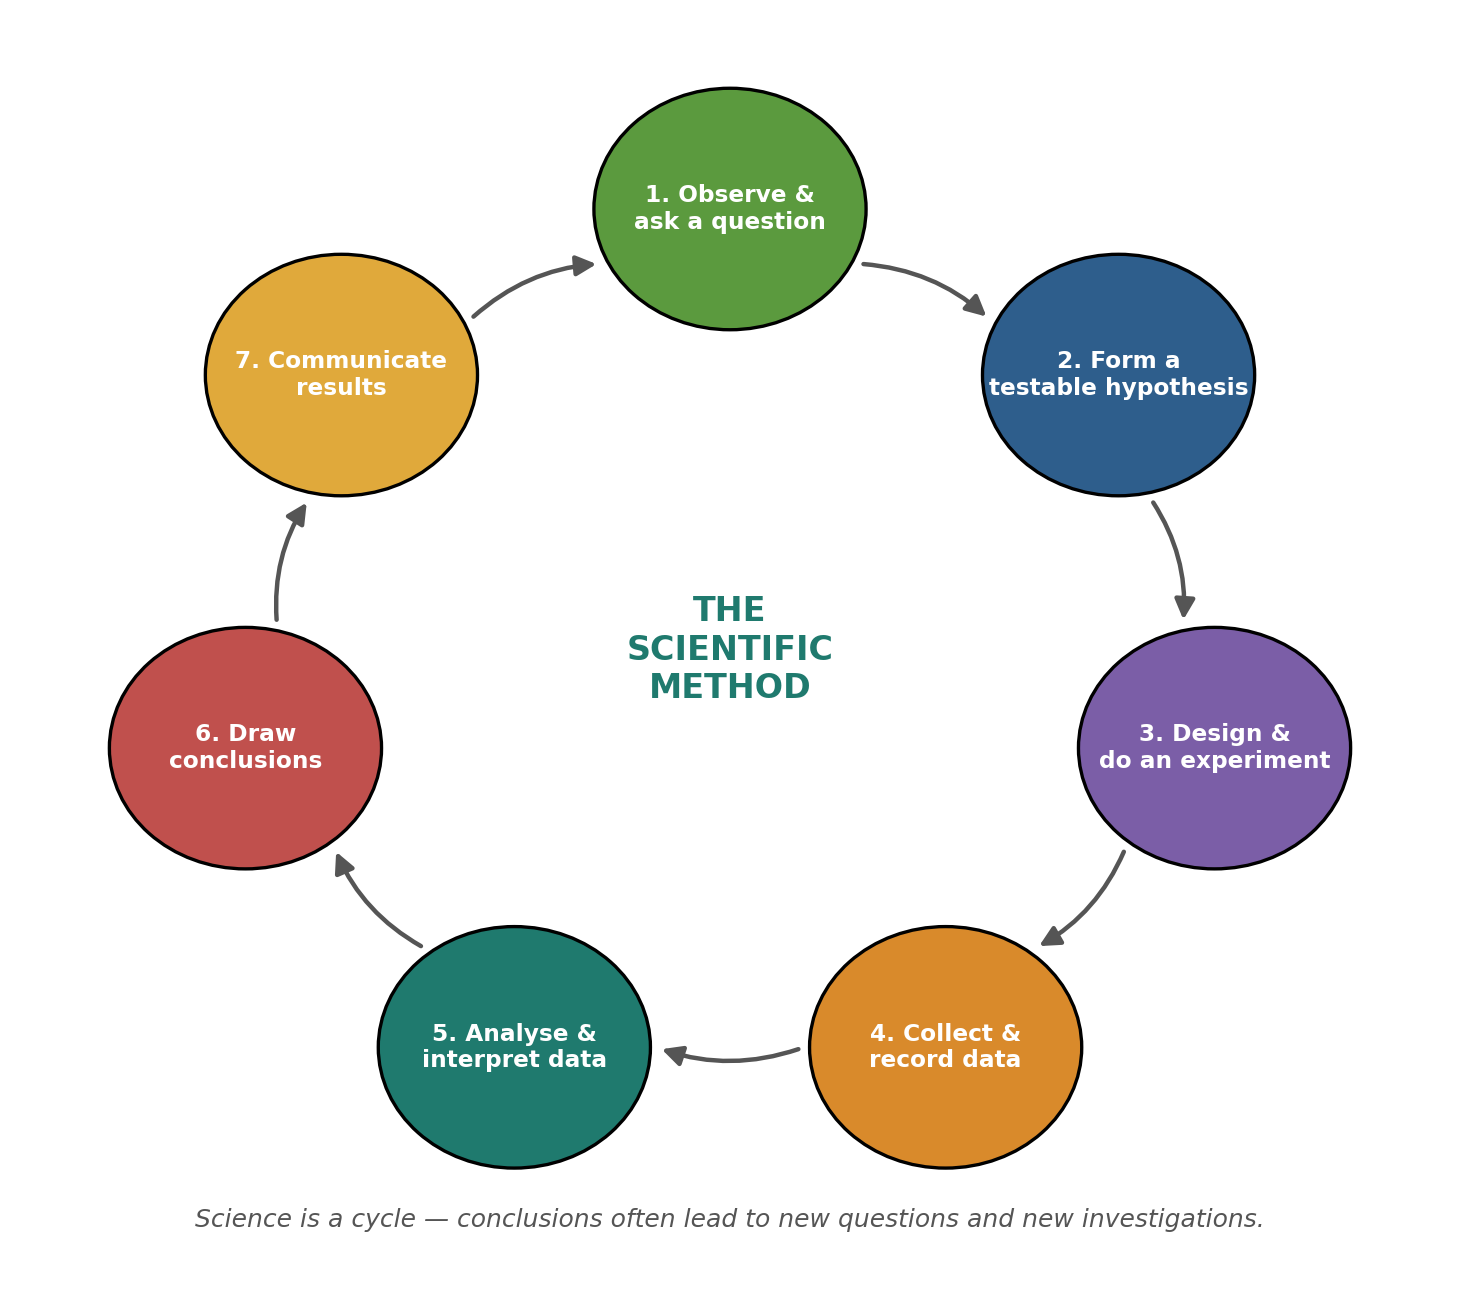 1. Observe &
ask a question
2. Form a
testable hypothesis
3. Design &
do an experiment
4. Collect &
record data
5. Analyse &
interpret data
6. Draw
conclusions
7. Communicate
results
THE
SCIENTIFIC
METHOD
Science is a cycle — conclusions often lead to new questions and new investigations.